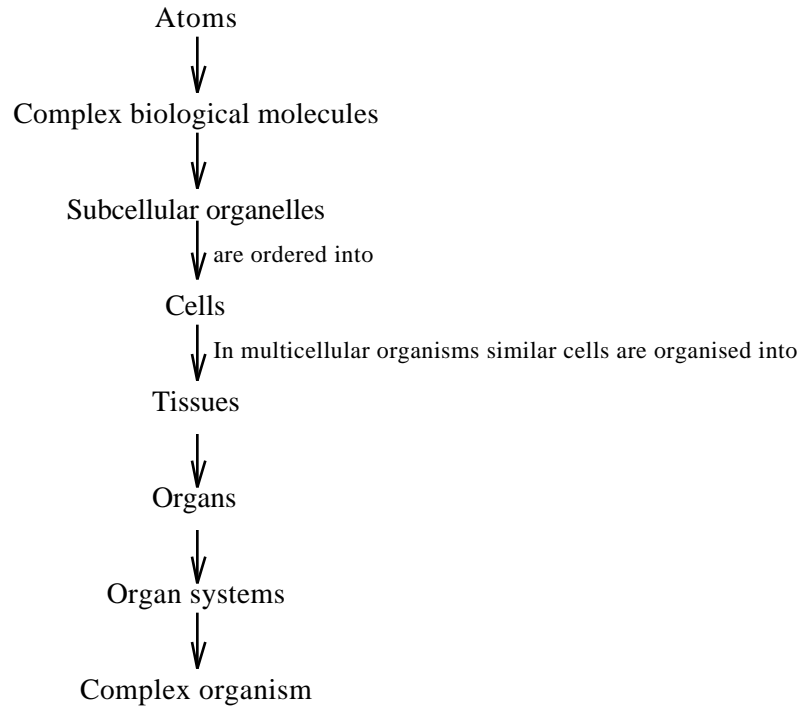 Atoms
Complex biological molecules
Subcellular organelles
are ordered into
Cells
In multicellular organisms similar cells are organised into
Tissues
Organs
Organ systems
Complex organism